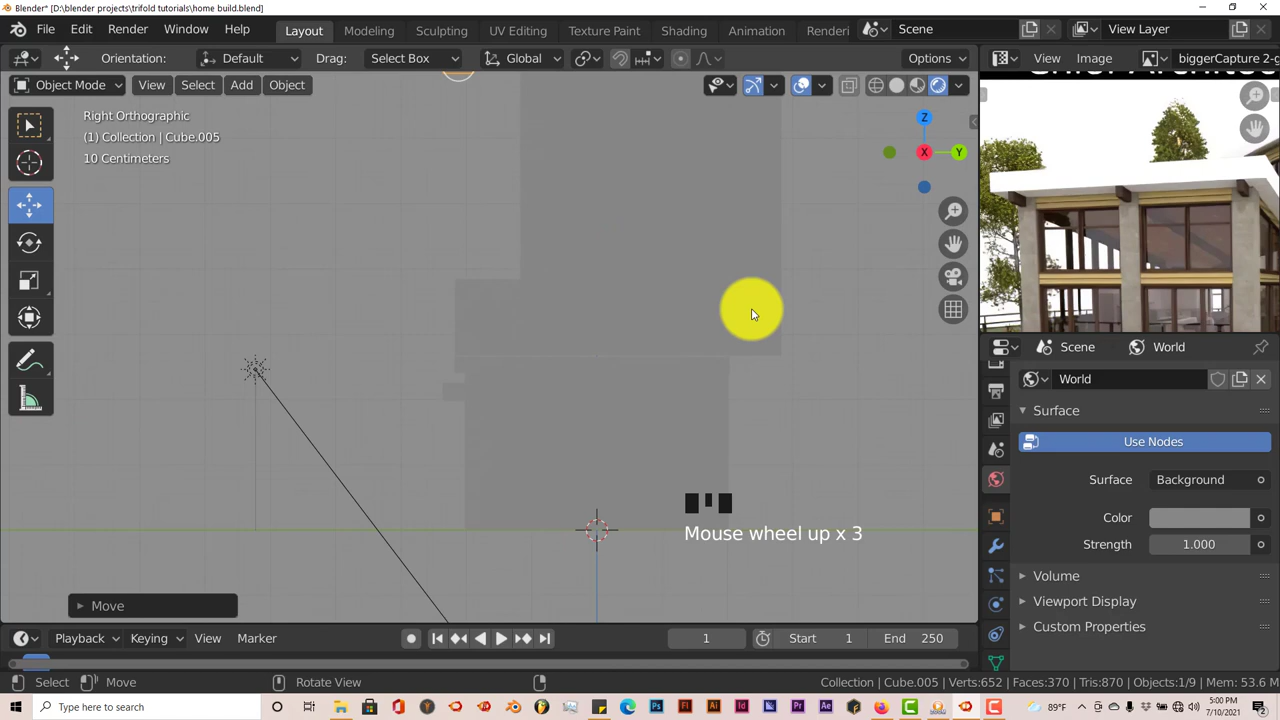 Blender* [D:\blender projects\trifold tutorials\home build.blend]
File Edit Render Window Help Layout Modeling Sculpting UV Editing Texture Paint Shading Animation Renderi Scene View Layer
Orientation: Default Drag: Select Box Global Options View Image biggerCapture 2-g
Object Mode View Select Add Object
Right Orthographic
(1) Collection | Cube.005
10 Centimeters
Z
X Y
Scene World
World
Surface
Use Nodes
Surface Background
Color
Strength 1.000
Volume
Viewport Display
Custom Properties
Mouse wheel up x 3
Move
Playback Keying View Marker 1 Start 1 End 250
Select Move Rotate View Collection | Cube.005 | Verts:652 | Faces:370 | Tris:870 | Objects:1/9 | Mem: 53.6 M
Type here to search
89°F
5:00 PM
7/10/2021